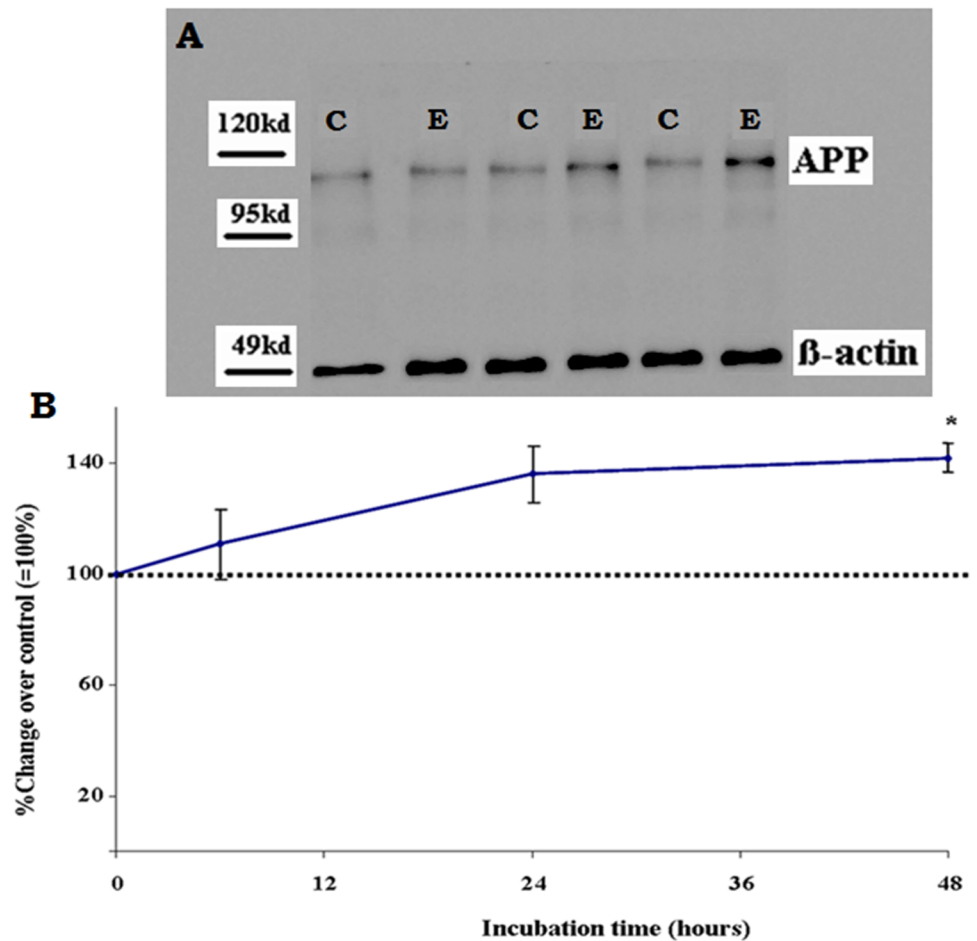 A
120kd C E C E C E
APP
95kd
49kd
ß-actin
B
*
140
100
60
20
%Change over control (=100%)
0 12 24 36 48
Incubation time (hours)